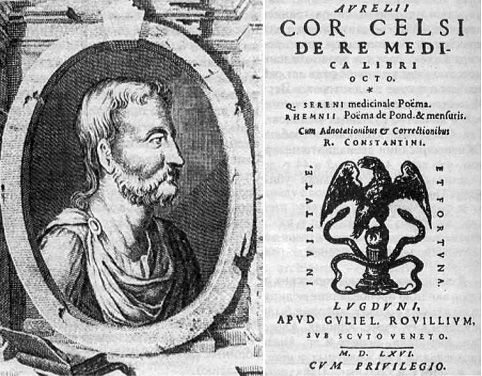 AVRELII
COR CELSI
DE RE MEDI-
CA LIBRI
OCTO.
*
Q. SERENI medicinale Poëma.
RHEMNII Poëma de Pond. & mensuris.
Cum Adnotationibus & Correctionibus
R. CONSTANTINI.
IN VIRTVTE,
ET FORTVNA.
LVGDVNI,
APVD GVLIEL. ROVILLIVM,
SVB SCVTO VENETO.
M. D. LXVI.
CVM PRIVILEGIO.